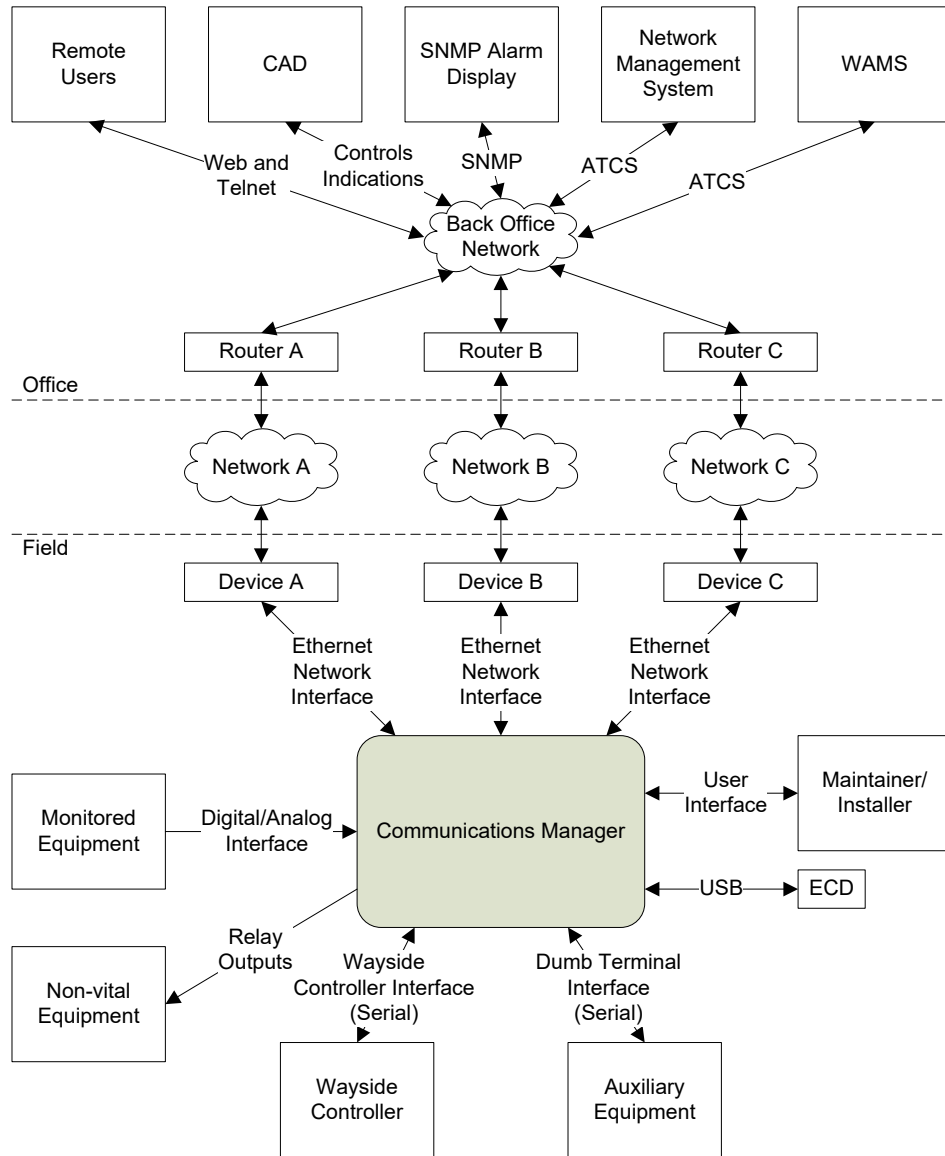 Remote
Users
CAD
SNMP Alarm
Display
Network
Management
System
WAMS
Web and
Telnet
Controls
Indications
SNMP
ATCS
ATCS
Back Office
Network
Router A
Router B
Router C
Office
Network A
Network B
Network C
Field
Device A
Device B
Device C
Ethernet
Network
Interface
Ethernet
Network
Interface
Ethernet
Network
Interface
Monitored
Equipment
Digital/Analog
Interface
Communications Manager
User
Interface
Maintainer/
Installer
USB
ECD
Relay
Outputs
Non-vital
Equipment
Wayside
Controller Interface
(Serial)
Dumb Terminal
Interface
(Serial)
Wayside
Controller
Auxiliary
Equipment